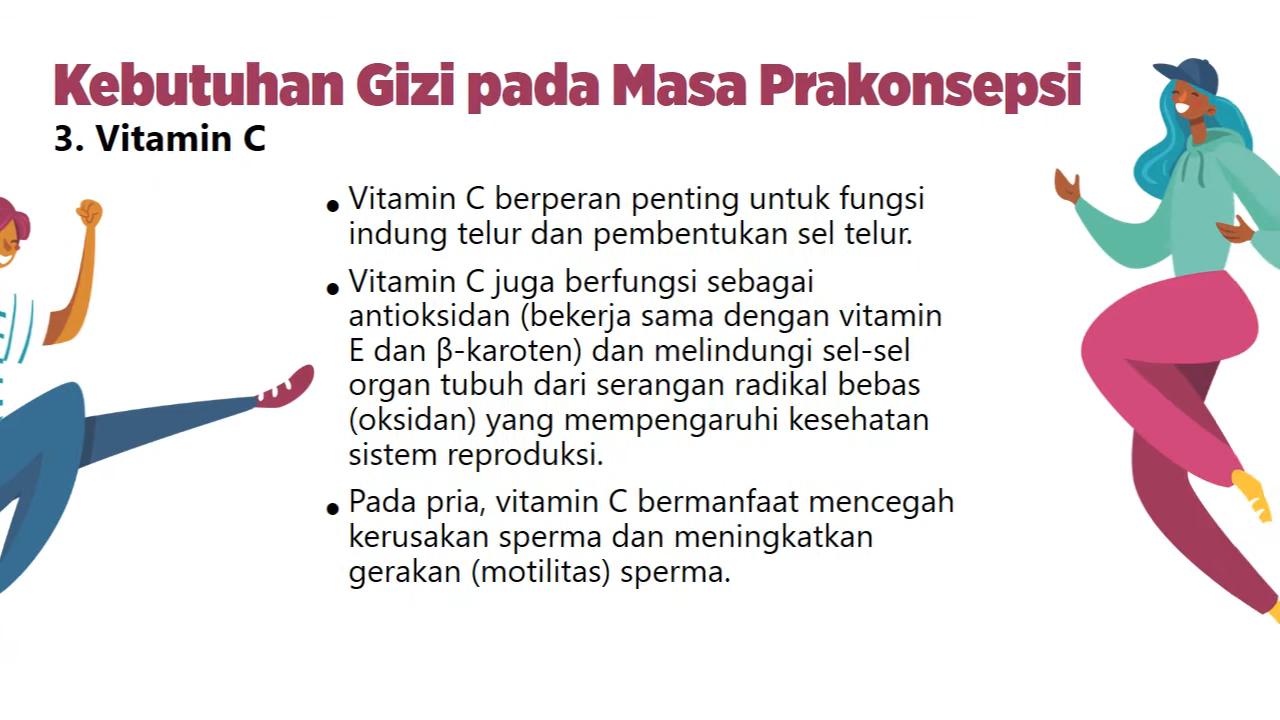 Kebutuhan Gizi pada Masa Prakonsepsi
3. Vitamin C
• Vitamin C berperan penting untuk fungsi
indung telur dan pembentukan sel telur.
• Vitamin C juga berfungsi sebagai
antioksidan (bekerja sama dengan vitamin
E dan β-karoten) dan melindungi sel-sel
organ tubuh dari serangan radikal bebas
(oksidan) yang mempengaruhi kesehatan
sistem reproduksi.
• Pada pria, vitamin C bermanfaat mencegah
kerusakan sperma dan meningkatkan
gerakan (motilitas) sperma.